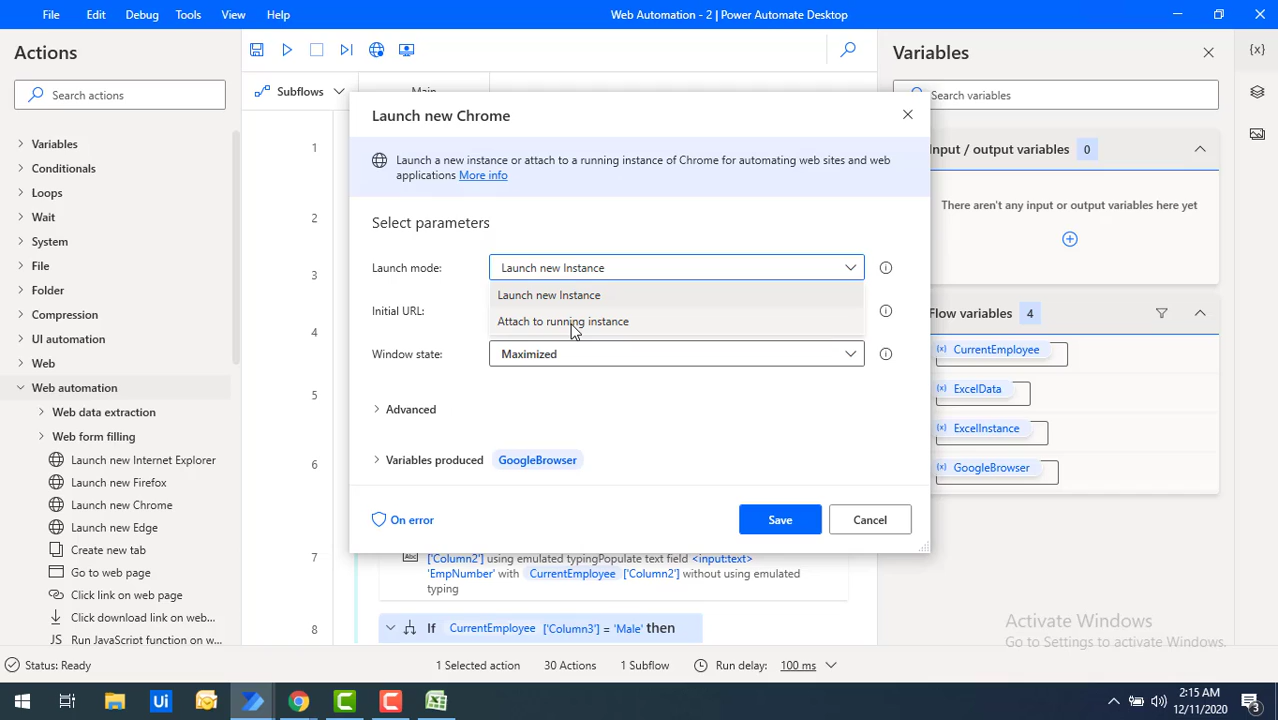 File Edit Debug Tools View Help Web Automation - 2 | Power Automate Desktop
Actions
Search actions
Variables
Conditionals
Loops
Wait
System
File
Folder
Compression
UI automation
Web
Web automation
Web data extraction
Web form filling
Launch new Internet Explorer
Launch new Firefox
Launch new Chrome
Launch new Edge
Create new tab
Go to web page
Click link on web page
Click download link on web...
JS Run JavaScript function on w...
Subflows Main
1
2
3
4
5
6
7
8
Launch new Chrome
Launch a new instance or attach to a running instance of Chrome for automating web sites and web
applications More info
Select parameters
Launch mode: Launch new Instance
Launch new Instance
Initial URL:
Attach to running instance
Window state: Maximized
Advanced
Variables produced GoogleBrowser
On error Save Cancel
['Column2'] using emulated typingPopulate text field <input:text>
'EmpNumber' with CurrentEmployee ['Column2'] without using emulated
typing
If CurrentEmployee ['Column3'] = 'Male' then
Variables
{x}
Search variables
Input / output variables 0
There aren't any input or output variables here yet
Flow variables 4
(x) CurrentEmployee
(x) ExcelData
(x) ExcelInstance
(x) GoogleBrowser
Activate Windows
Go to Settings to activate Windows.
Status: Ready 1 Selected action 30 Actions 1 Subflow Run delay: 100 ms
Ui C C X 2:15 AM
12/11/2020 3